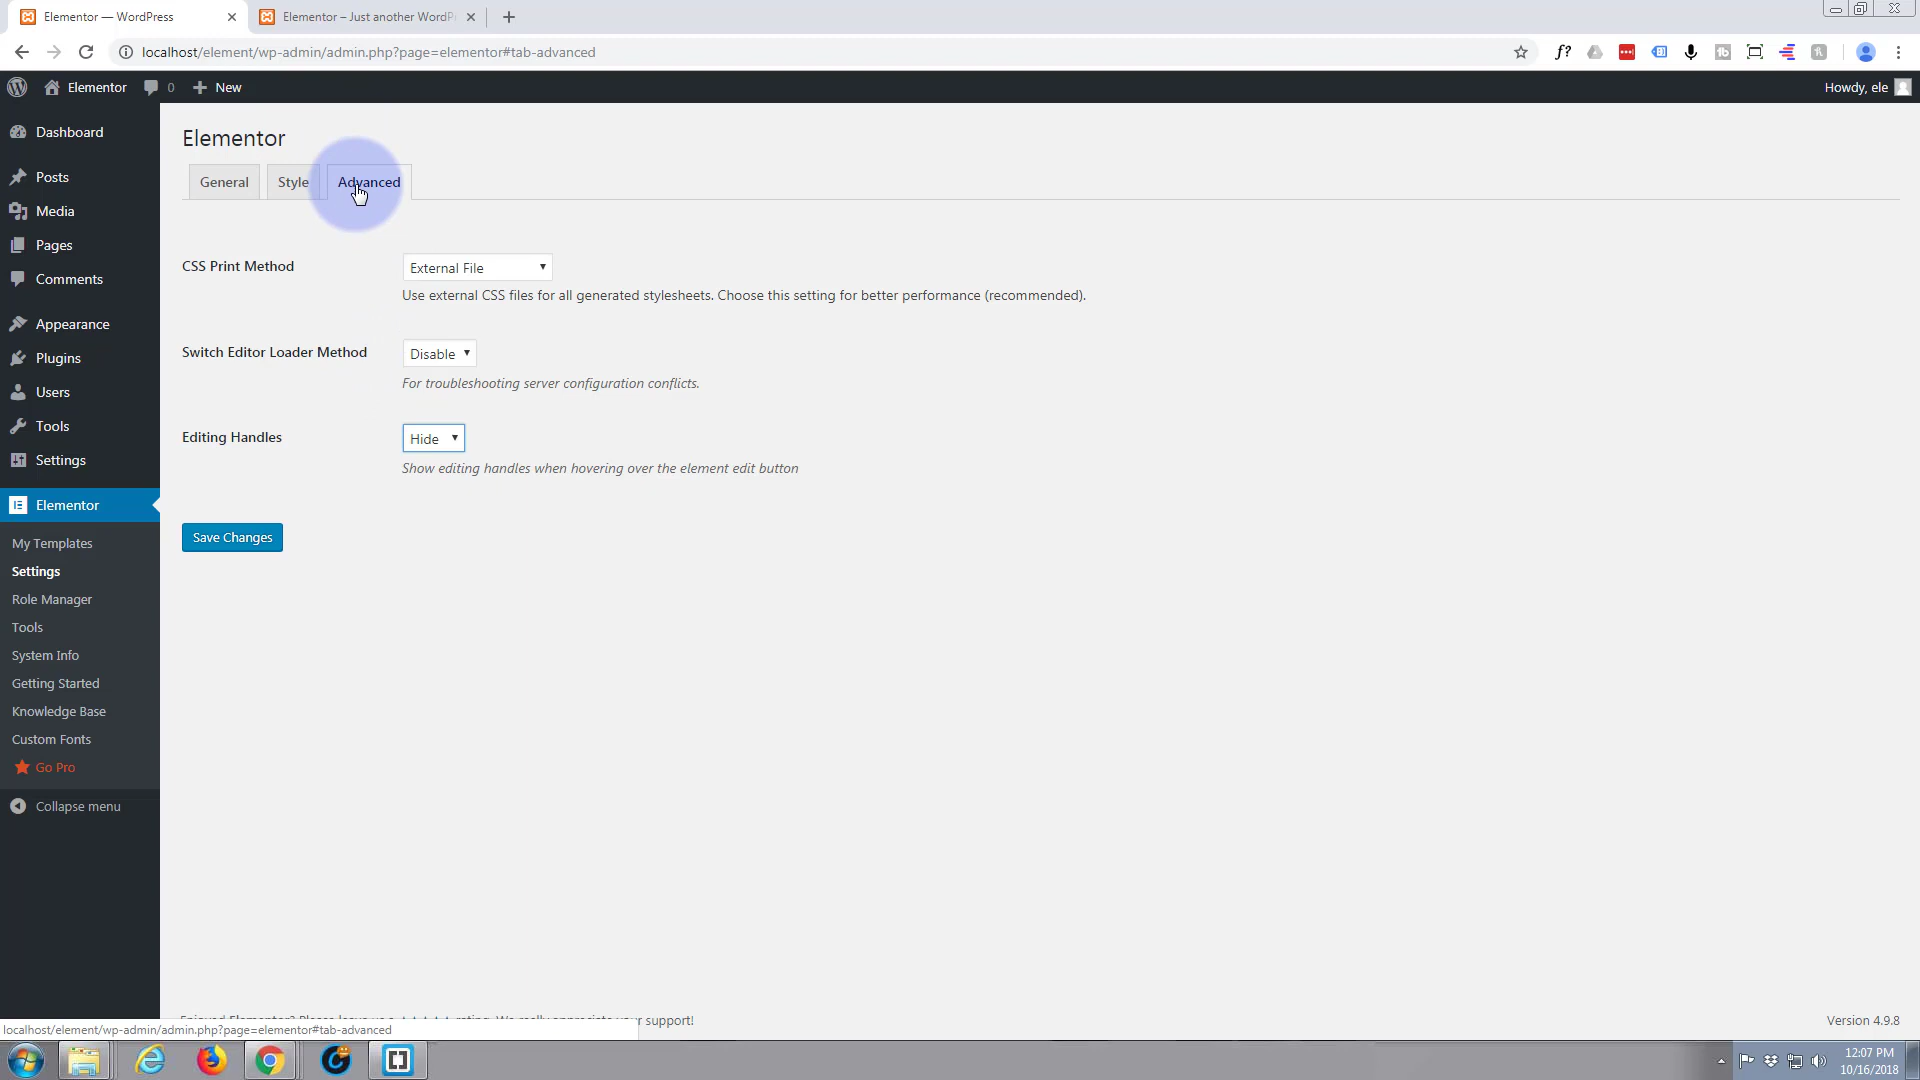 Elementor — WordPress
Elementor – Just another WordPr
localhost/element/wp-admin/admin.php?page=elementor#tab-advanced
f?
Elementor
0
New
Howdy, ele
Dashboard
Posts
Media
Pages
Comments
Appearance
Plugins
Users
Tools
Settings
Elementor
My Templates
Settings
Role Manager
Tools
System Info
Getting Started
Knowledge Base
Custom Fonts
Go Pro
Collapse menu
Elementor
General
Style
Advanced
CSS Print Method
External File
Use external CSS files for all generated stylesheets. Choose this setting for better performance (recommended).
Switch Editor Loader Method
Disable
For troubleshooting server configuration conflicts.
Editing Handles
Hide
Show editing handles when hovering over the element edit button
Save Changes
support!
Version 4.9.8
localhost/element/wp-admin/admin.php?page=elementor#tab-advanced
12:07 PM
10/16/2018